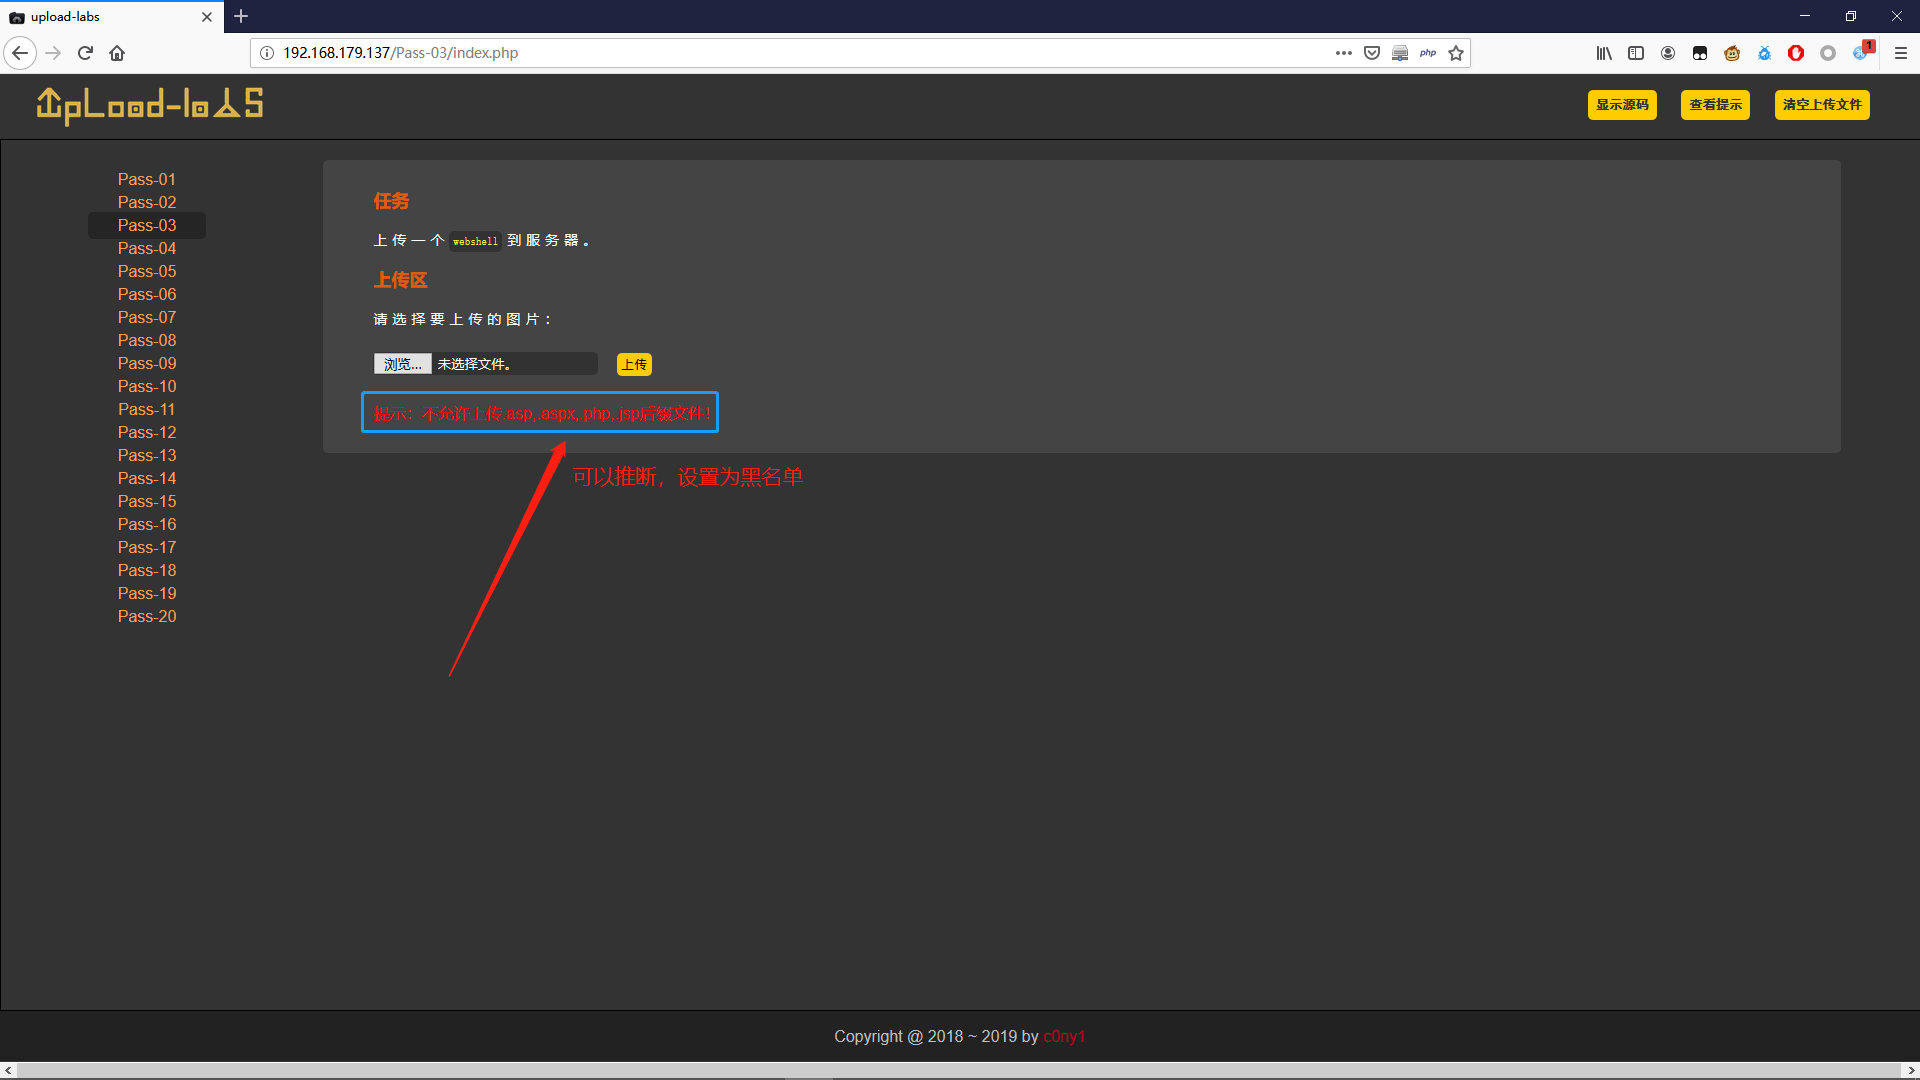 upload-labs
192.168.179.137/Pass-03/index.php
php
1
UpLoad-labS
显示源码
查看提示
清空上传文件
Pass-01
Pass-02
Pass-03
Pass-04
Pass-05
Pass-06
Pass-07
Pass-08
Pass-09
Pass-10
Pass-11
Pass-12
Pass-13
Pass-14
Pass-15
Pass-16
Pass-17
Pass-18
Pass-19
Pass-20
任务
上传一个 webshell 到服务器。
上传区
请选择要上传的图片：
浏览... 未选择文件。 上传
提示：不允许上传.asp,.aspx,.php,.jsp后缀文件！
可以推断，设置为黑名单
Copyright @ 2018 ~ 2019 by c0ny1